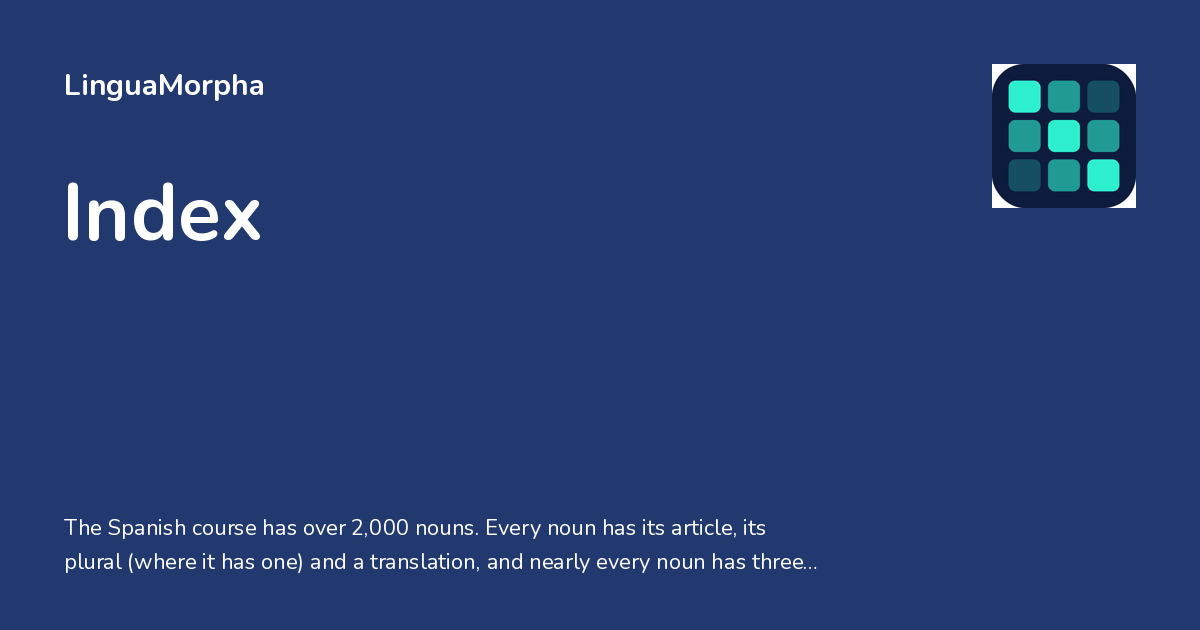 LinguaMorpha
Index
The Spanish course has over 2,000 nouns. Every noun has its article, its
plural (where it has one) and a translation, and nearly every noun has three…